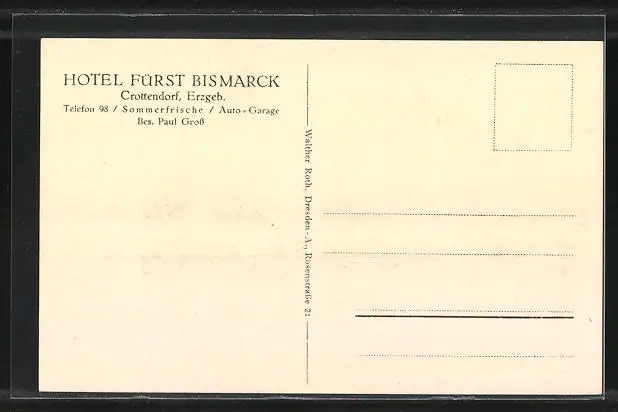 HOTEL FÜRST BISMARCK
Crottendorf, Erzgeb.
Telefon 98 / Sommerfrische / Auto-Garage
Bes. Paul Groß
Walther Roth, Dresden-A., Rosenstraße 21